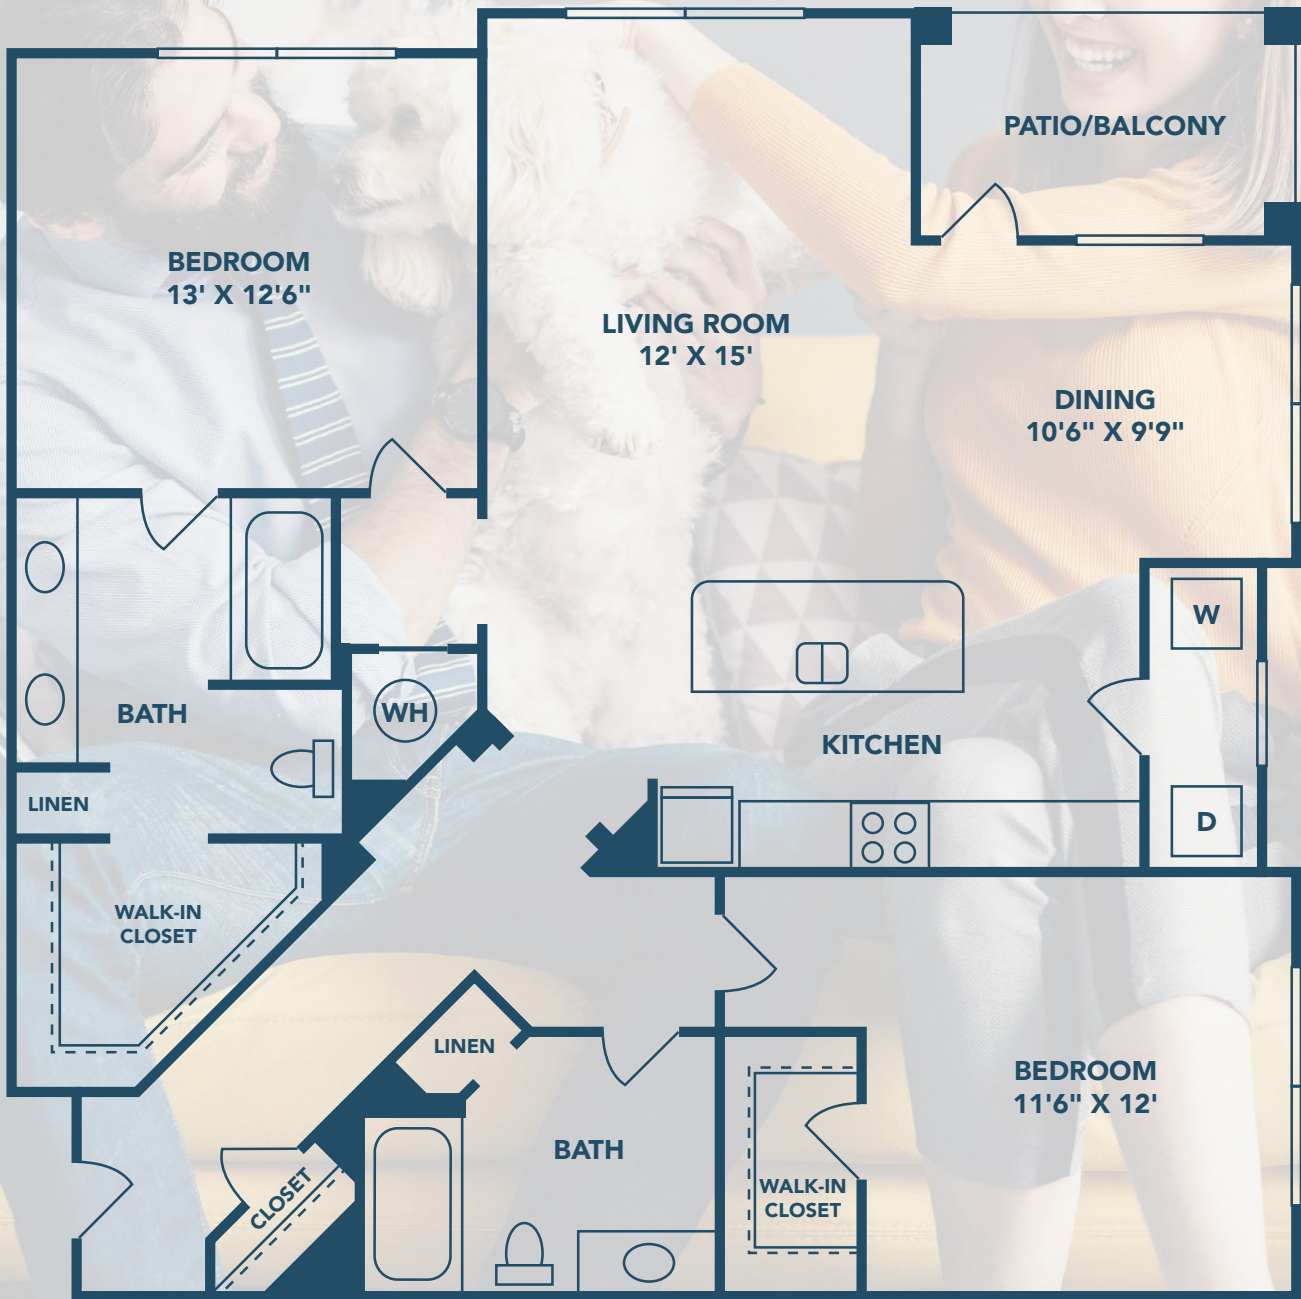 PATIO/BALCONY
BEDROOM
13' X 12'6"
LIVING ROOM
12' X 15'
DINING
10'6" X 9'9"
W
BATH
WH
KITCHEN
LINEN
D
WALK-IN
CLOSET
LINEN
BEDROOM
11'6" X 12'
BATH
CLOSET
WALK-IN
CLOSET